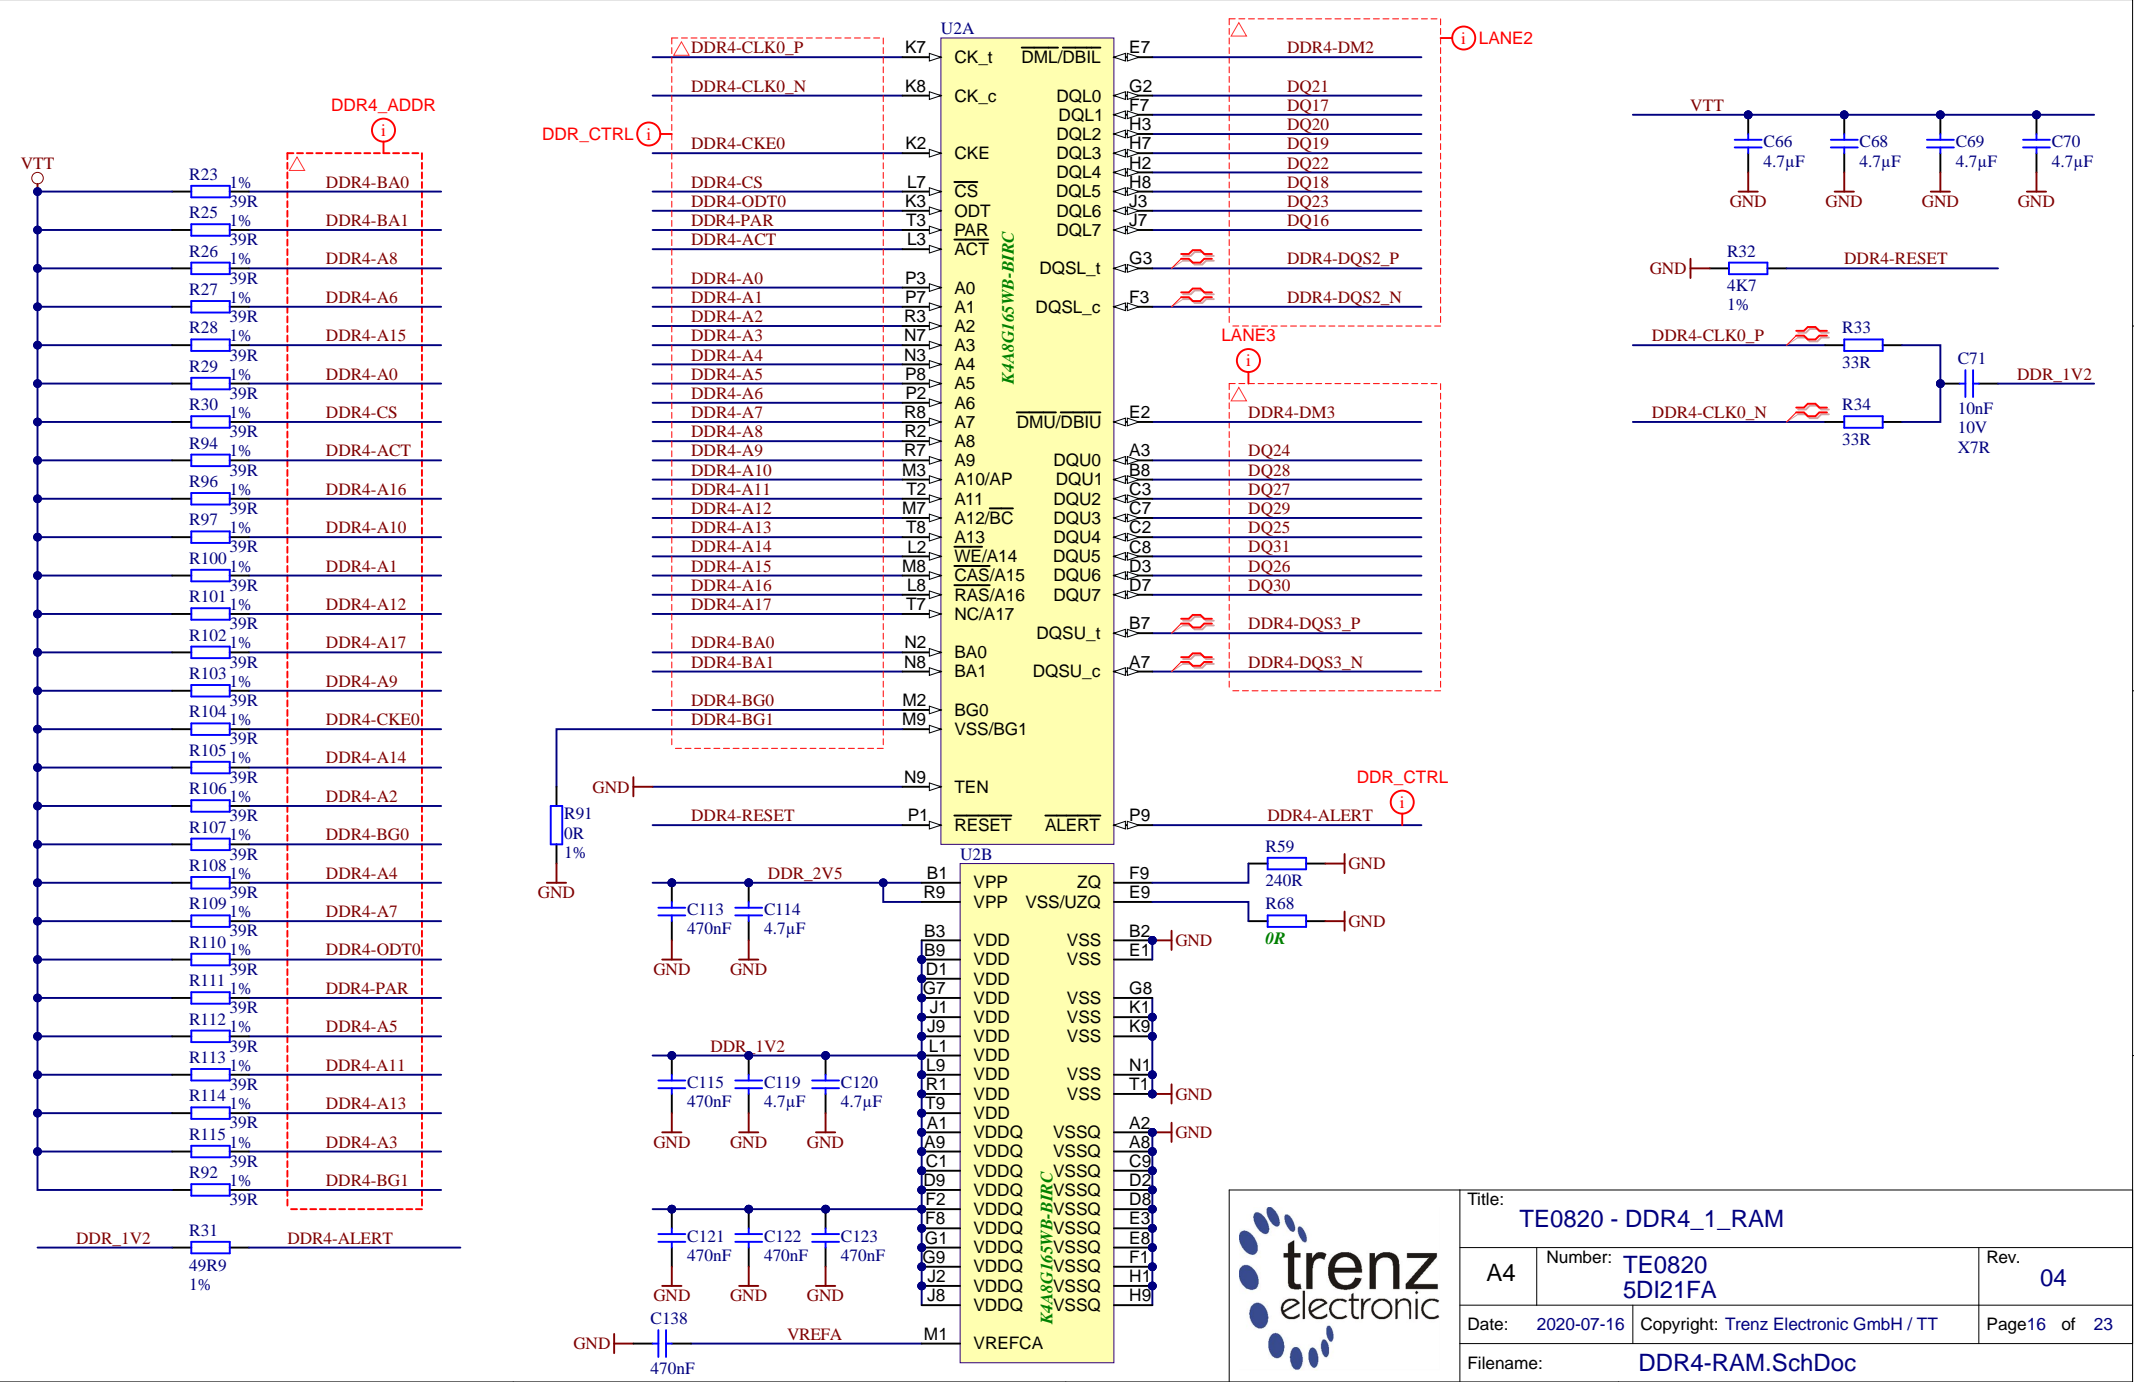 DDR4_ADDR
i
VTT
R23 1% 39R DDR4-BA0
R25 1% 39R DDR4-BA1
R26 1% 39R DDR4-A8
R27 1% 39R DDR4-A6
R28 1% 39R DDR4-A15
R29 1% 39R DDR4-A0
R30 1% 39R DDR4-CS
R94 1% 39R DDR4-ACT
R96 1% 39R DDR4-A16
R97 1% 39R DDR4-A10
R100 1% 39R DDR4-A1
R101 1% 39R DDR4-A12
R102 1% 39R DDR4-A17
R103 1% 39R DDR4-A9
R104 1% 39R DDR4-CKE0
R105 1% 39R DDR4-A14
R106 1% 39R DDR4-A2
R107 1% 39R DDR4-BG0
R108 1% 39R DDR4-A4
R109 1% 39R DDR4-A7
R110 1% 39R DDR4-ODT0
R111 1% 39R DDR4-PAR
R112 1% 39R DDR4-A5
R113 1% 39R DDR4-A11
R114 1% 39R DDR4-A13
R115 1% 39R DDR4-A3
R92 1% 39R DDR4-BG1
DDR_1V2 R31 DDR4-ALERT
49R9
1%
U2A
DDR_CTRL i
DDR4-CLK0_P K7 CK_t
DDR4-CLK0_N K8 CK_c
DDR4-CKE0 K2 CKE
DDR4-CS L7 CS
DDR4-ODT0 K3 ODT
DDR4-PAR T3 PAR
DDR4-ACT L3 ACT
DDR4-A0 P3 A0
DDR4-A1 P7 A1
DDR4-A2 R3 A2
DDR4-A3 N7 A3
DDR4-A4 N3 A4
DDR4-A5 P8 A5
DDR4-A6 P2 A6
DDR4-A7 R8 A7
DDR4-A8 R2 A8
DDR4-A9 R7 A9
DDR4-A10 M3 A10/AP
DDR4-A11 T2 A11
DDR4-A12 M7 A12/BC
DDR4-A13 T8 A13
DDR4-A14 L2 WE/A14
DDR4-A15 M8 CAS/A15
DDR4-A16 L8 RAS/A16
DDR4-A17 T7 NC/A17
DDR4-BA0 N2 BA0
DDR4-BA1 N8 BA1
DDR4-BG0 M2 BG0
DDR4-BG1 M9 VSS/BG1
GND N9 TEN
DDR4-RESET P1 RESET
R91
0R
1%
GND
K4A8G165WB-BIRC
i LANE2
DML/DBIL E7 DDR4-DM2
DQL0 G2 DQ21
DQL1 F7 DQ17
DQL2 H3 DQ20
DQL3 H7 DQ19
DQL4 H2 DQ22
DQL5 H8 DQ18
DQL6 J3 DQ23
DQL7 J7 DQ16
DQSL_t G3 DDR4-DQS2_P
DQSL_c F3 DDR4-DQS2_N
LANE3
i
DMU/DBIU E2 DDR4-DM3
DQU0 A3 DQ24
DQU1 B8 DQ28
DQU2 C3 DQ27
DQU3 C7 DQ29
DQU4 C2 DQ25
DQU5 C8 DQ31
DQU6 D3 DQ26
DQU7 D7 DQ30
DQSU_t B7 DDR4-DQS3_P
DQSU_c A7 DDR4-DQS3_N
DDR_CTRL
i
ALERT P9 DDR4-ALERT
U2B
DDR_2V5 B1 VPP
R9 VPP
C113 470nF GND
C114 4.7µF GND
B3 VDD
B9 VDD
D1 VDD
G7 VDD
J1 VDD
J9 VDD
DDR_1V2 L1 VDD
L9 VDD
R1 VDD
T9 VDD
C115 470nF GND
C119 4.7µF GND
C120 4.7µF GND
A1 VDDQ
A9 VDDQ
C1 VDDQ
D9 VDDQ
F2 VDDQ
F8 VDDQ
G1 VDDQ
G9 VDDQ
J2 VDDQ
J8 VDDQ
C121 470nF GND
C122 470nF GND
C123 470nF GND
C138
GND VREFA M1 VREFCA
470nF
K4A8G165WB-BIRC
ZQ F9 R59 240R GND
VSS/UZQ E9 R68 0R GND
VSS B2 GND
VSS E1
VSS G8
VSS K1
VSS K9
VSS N1
VSS T1 GND
VSSQ A2 GND
VSSQ A8
VSSQ C9
VSSQ D2
VSSQ D8
VSSQ E3
VSSQ E8
VSSQ F1
VSSQ H1
VSSQ H9
VTT
C66 C68 C69 C70
4.7µF 4.7µF 4.7µF 4.7µF
GND GND GND GND
GND R32 DDR4-RESET
4K7
1%
DDR4-CLK0_P R33
33R
C71 DDR_1V2
10nF
10V
X7R
DDR4-CLK0_N R34
33R
trenz
electronic
Title:
TE0820 - DDR4_1_RAM
A4 Number: TE0820
5DI21FA
Rev.
04
Date: 2020-07-16 Copyright: Trenz Electronic GmbH / TT Page16 of 23
Filename: DDR4-RAM.SchDoc